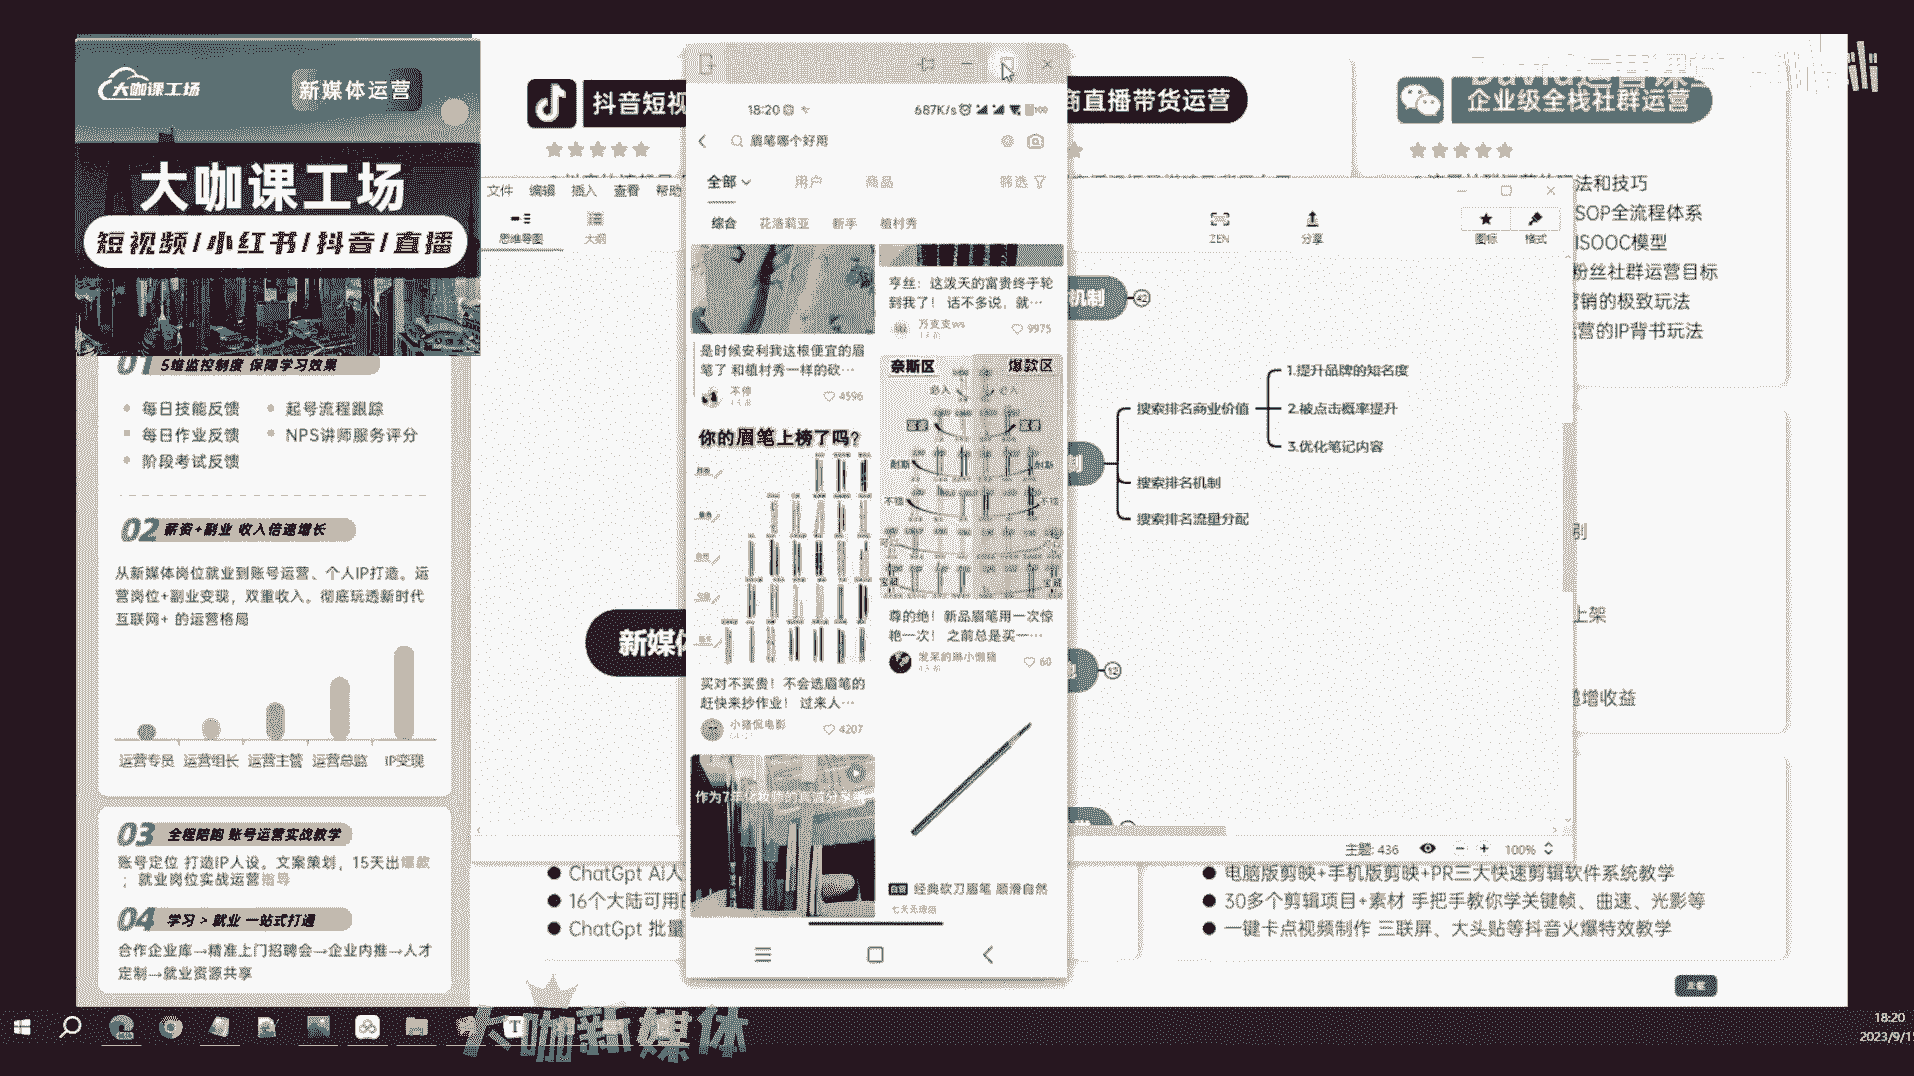 大咖课工场
新媒体运营
大咖课工场
短视频/小红书/抖音/直播
01 5维监控制度 保障学习效果
每日技能反馈
起号流程跟踪
每日作业反馈
NPS讲师服务评分
阶段考试反馈
02 薪资+副业 收入倍速增长
从新媒体岗位就业到账号运营、个人IP打造。运
营岗位+副业变现，双重收入。彻底玩透新时代
互联网+ 的运营格局
运营专员 运营组长 运营主管 运营总监 IP变现
03 全程陪跑 账号运营实战教学
账号定位 打造IP人设。文案策划，15天出爆款
；就业岗位实战运营指导
04 学习 > 就业 一站式打通
合作企业库→精准上门招聘会→企业内推→人才
定制→就业资源共享
抖音短视
商直播带货运营
企业级全栈社群运营
法和技巧
SOP全流程体系
ISOOC模型
粉丝社群运营目标
营销的极致玩法
运营的IP背书玩法
上架
递增收益
文件 编辑 插入 查看 帮助
思维导图
大纲
ZEN
分享
图标
格式
新媒体
机制
42
制
12
搜索排名商业价值
1.提升品牌的知名度
2.被点击概率提升
3.优化笔记内容
搜索排名机制
搜索排名流量分配
主题: 436
100%
18:20
687K/s
100
眉笔哪个好用
全部
用户
商品
筛选
综合
花洛莉亚
新手
植村秀
是时候安利我这根便宜的眉
笔了 和植村秀一样的砍…
不停
4596
亨丝：这泼天的富贵终于轮
到我了！ 话不多说，就…
9975
你的眉笔上榜了吗?
奈斯区
爆款区
买对不买贵！不会选眉笔的
赶快来抄作业！ 过来人…
小猪侃电影
4207
尊的绝！新品眉笔用一次惊
艳一次！ 之前总是买一…
60
自营 经典砍刀眉笔 顺滑自然
ChatGpt Ai人
16个大陆可用的
ChatGpt 批量
电脑版剪映+手机版剪映+PR三大快速剪辑软件系统教学
30多个剪辑项目+素材 手把手教你学关键帧、曲速、光影等
一键卡点视频制作 三联屏、大头贴等抖音火爆特效教学
大咖新媒体
18:20
2023/9/1